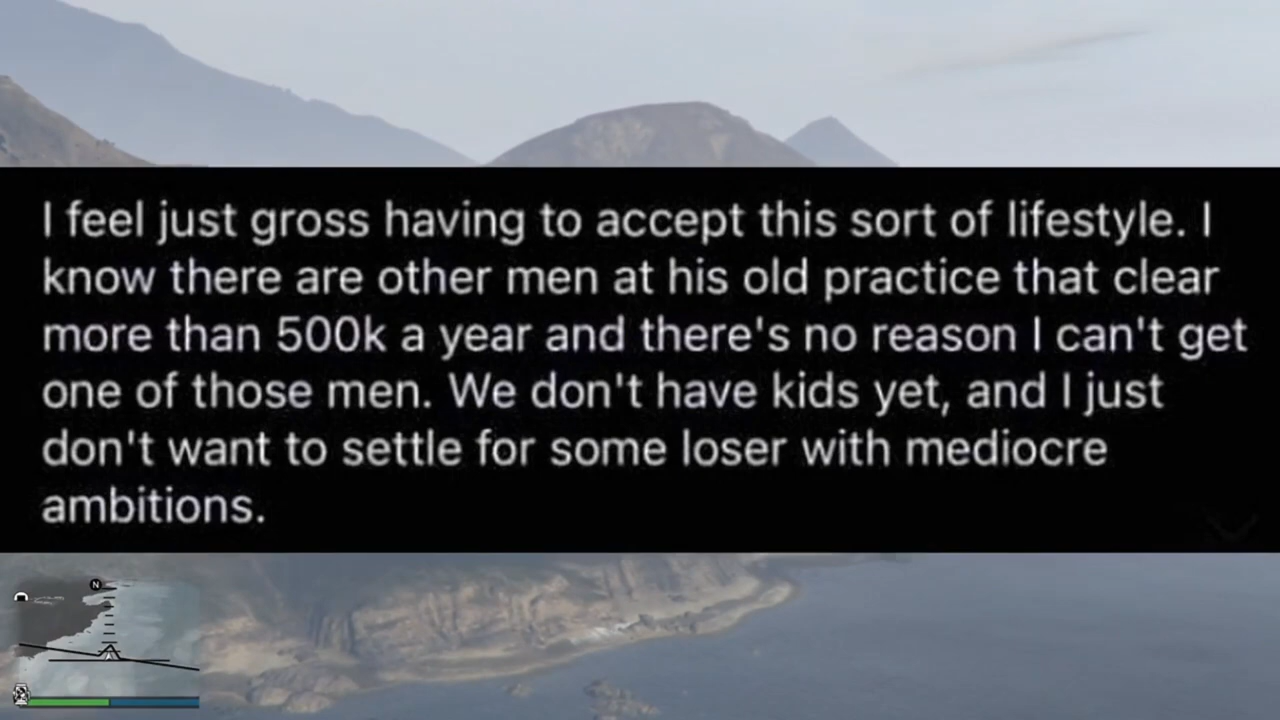 I feel just gross having to accept this sort of lifestyle. I
know there are other men at his old practice that clear
more than 500k a year and there's no reason I can't get
one of those men. We don't have kids yet, and I just
don't want to settle for some loser with mediocre
ambitions.
N